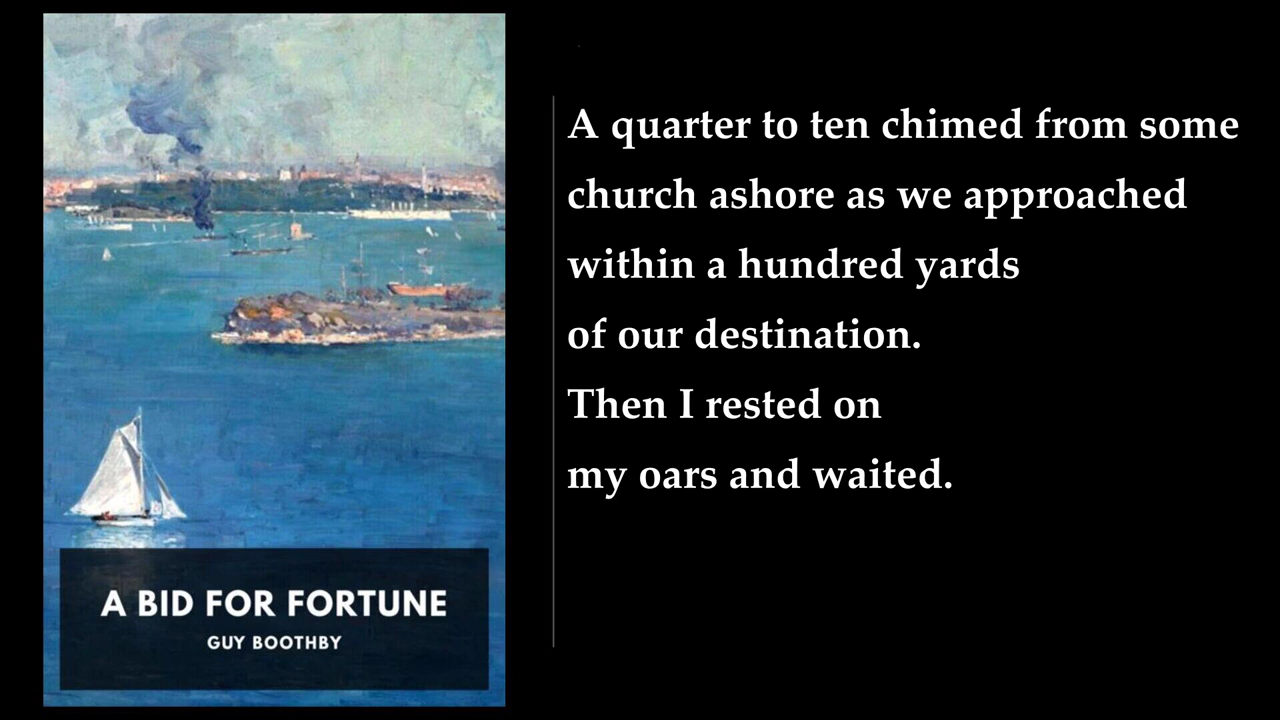 A BID FOR FORTUNE
GUY BOOTHBY
A quarter to ten chimed from some
church ashore as we approached
within a hundred yards
of our destination.
Then I rested on
my oars and waited.